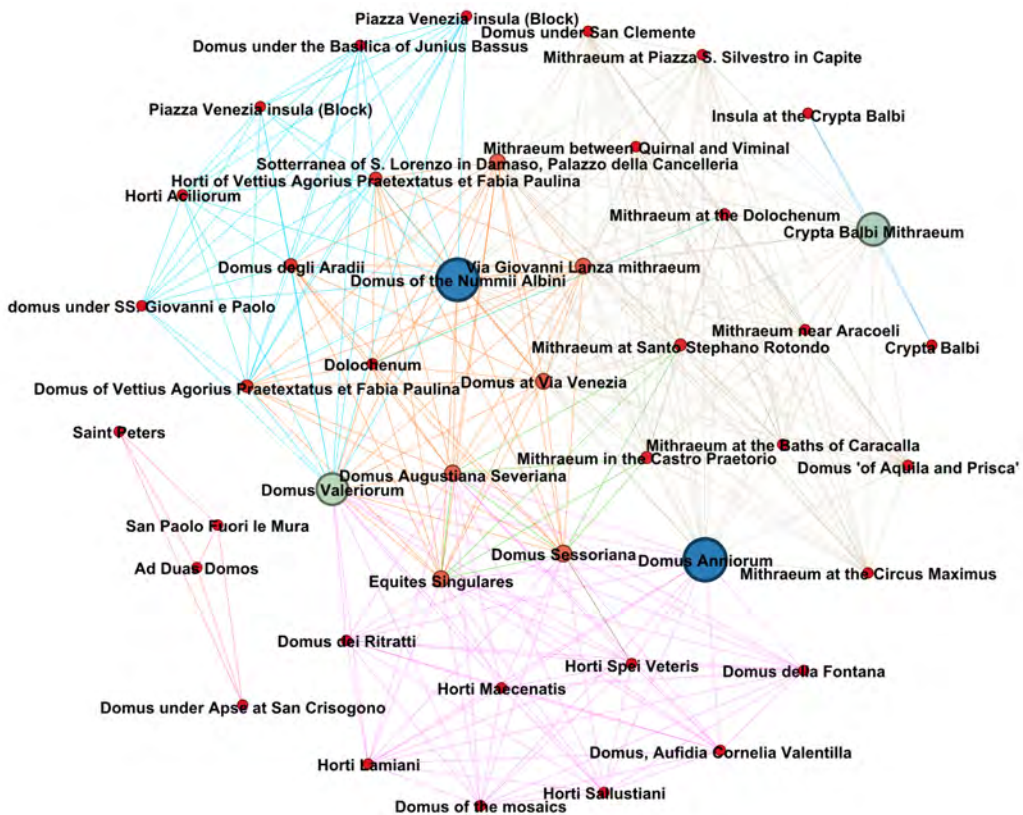 Piazza Venezia insula (Block)
Domus under San Clemente
Domus under the Basilica of Junius Bassus
Mithraeum at Piazza S. Silvestro in Capite
Piazza Venezia insula (Block)
Insula at the Crypta Balbi
Mithraeum between Quirnal and Viminal
Sotterranea of S. Lorenzo in Damaso, Palazzo della Cancelleria
Horti of Vettius Agorius Praetextatus et Fabia Paulina
Horti Aciliorum
Mithraeum at the Dolochenum
Crypta Balbi Mithraeum
Domus degli Aradii
Via Giovanni Lanza mithraeum
Domus of the Nummii Albini
domus under SS. Giovanni e Paolo
Mithraeum near Aracoeli
Mithraeum at Santo Stephano Rotondo
Crypta Balbi
Dolochenum
Domus of Vettius Agorius Praetextatus et Fabia Paulina
Domus at Via Venezia
Saint Peters
Mithraeum at the Baths of Caracalla
Mithraeum in the Castro Praetorio
Domus 'of Aquila and Prisca'
Domus Augustiana Severiana
Domus Valeriorum
San Paolo Fuori le Mura
Domus Sessoriana
Domus Anniorum
Ad Duas Domos
Equites Singulares
Mithraeum at the Circus Maximus
Domus dei Ritratti
Horti Spei Veteris
Domus della Fontana
Horti Maecenatis
Domus under Apse at San Crisogono
Domus, Aufidia Cornelia Valentilla
Horti Lamiani
Horti Sallustiani
Domus of the mosaics